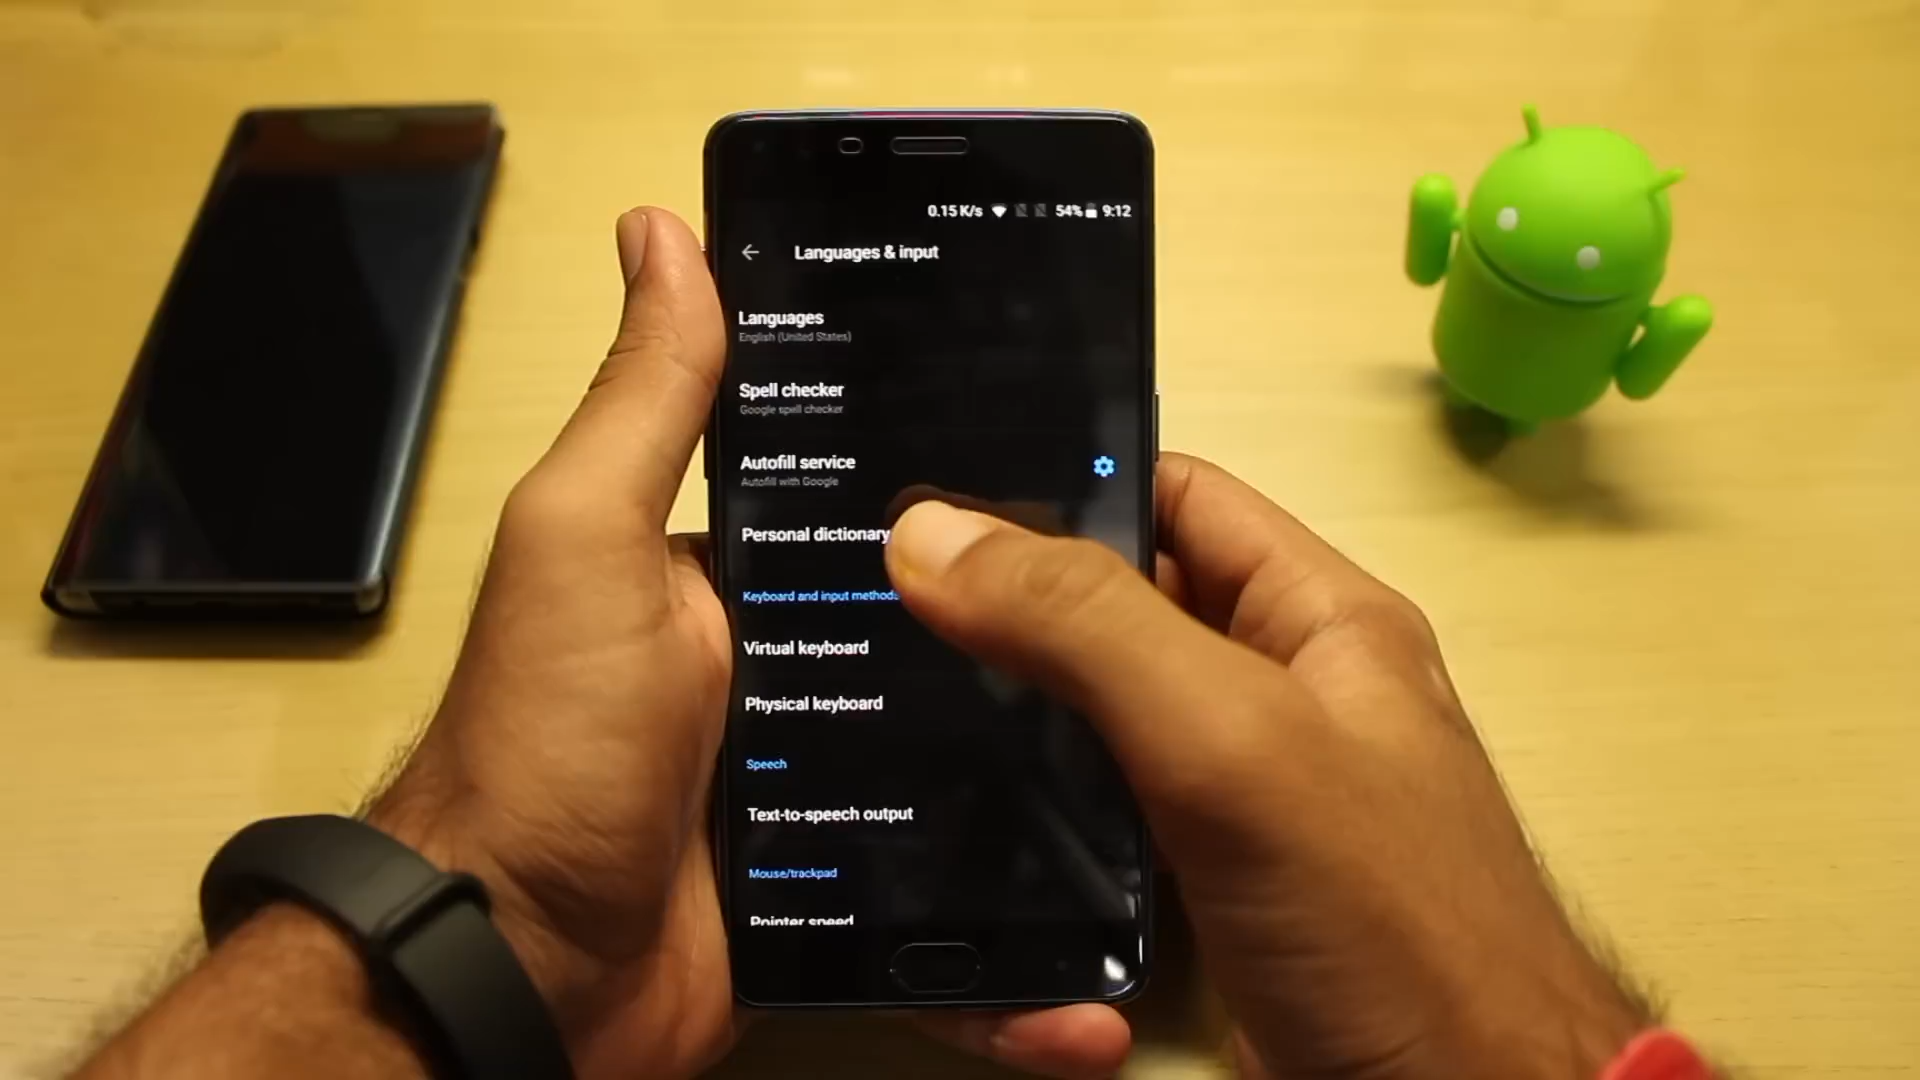 0.15 K/s 54% 9:12
Languages & input
Languages
English (United States)
Spell checker
Google spell checker
Autofill service
Autofill with Google
Personal dictionary
Keyboard and input methods
Virtual keyboard
Physical keyboard
Speech
Text-to-speech output
Mouse/trackpad
Pointer speed